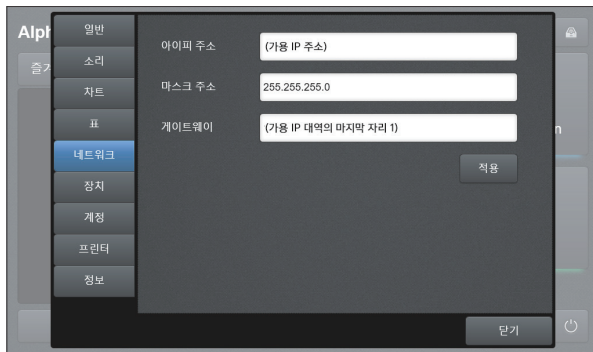 Alph
즐겨
일반
소리
차트
표
네트워크
장치
계정
프린터
정보
아이피 주소
(가용 IP 주소)
마스크 주소
255.255.255.0
게이트웨이
(가용 IP 대역의 마지막 자리 1)
적용
닫기
n